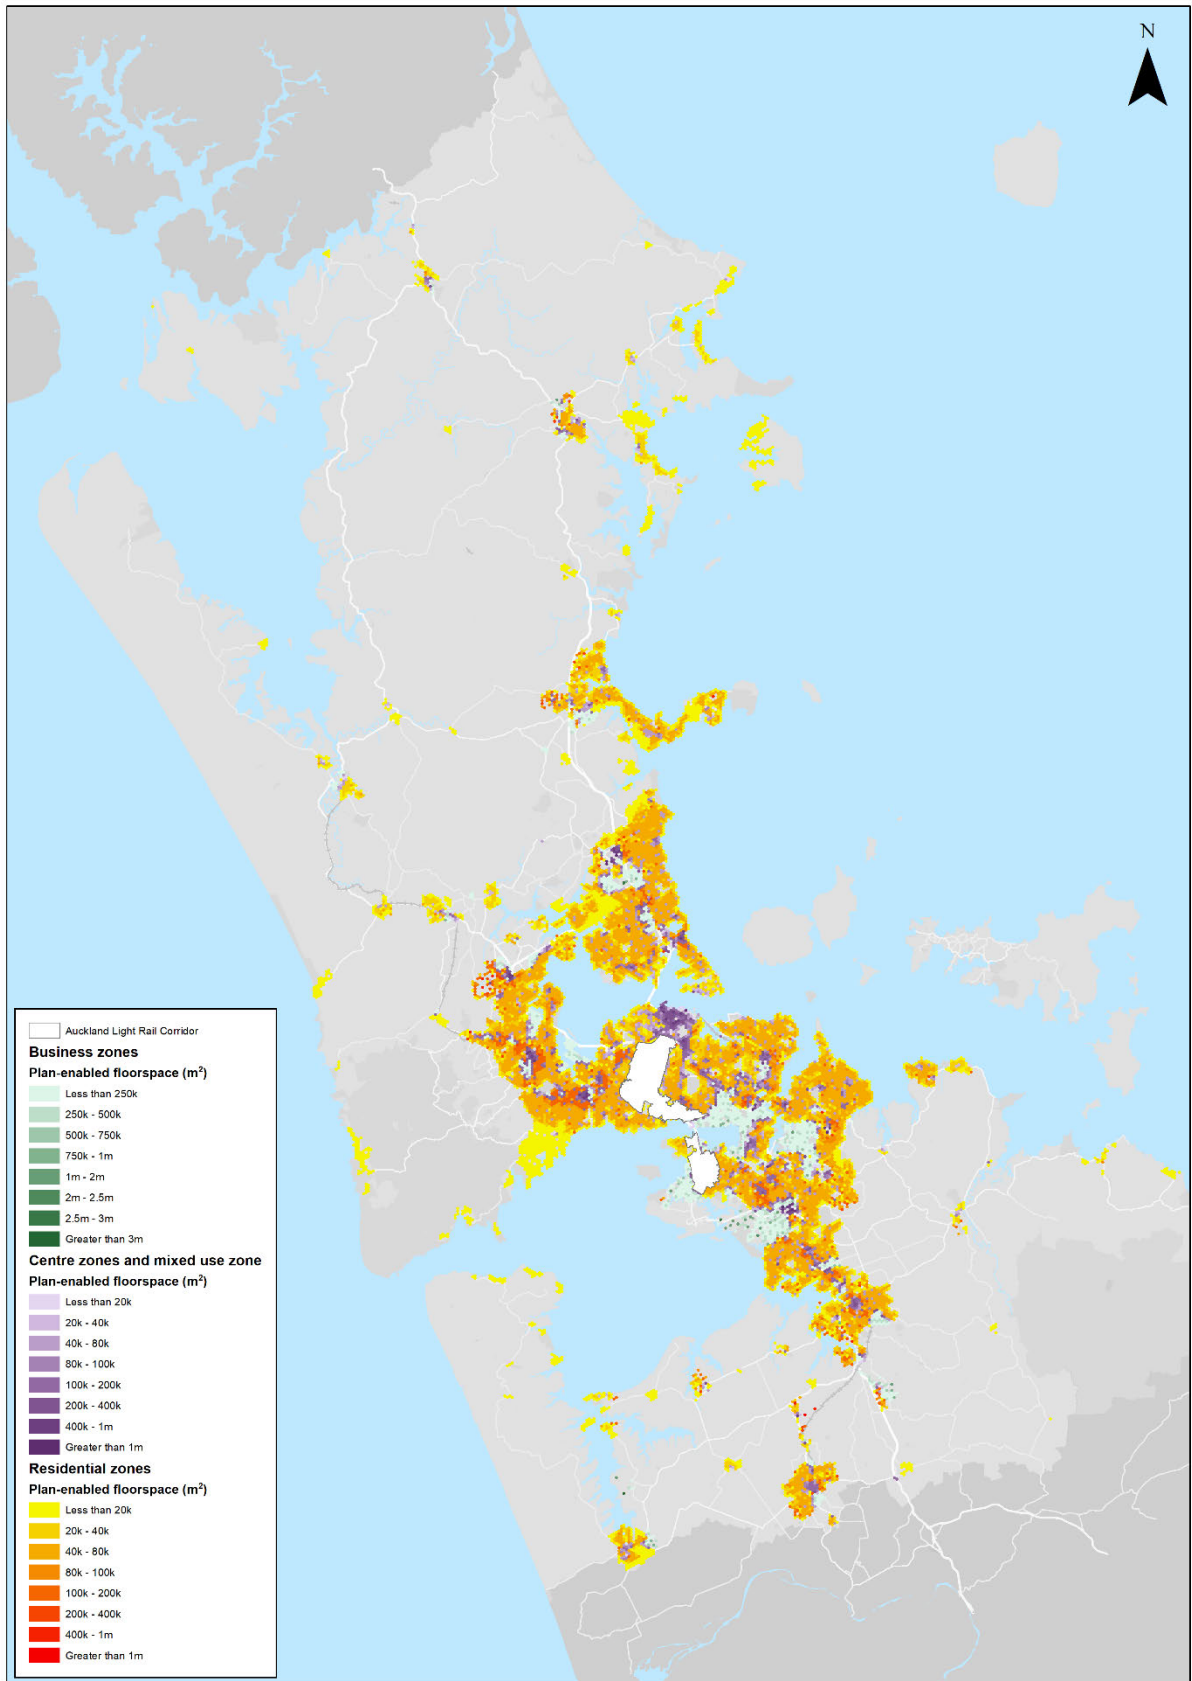 N
Auckland Light Rail Corridor
Business zones
Plan-enabled floorspace (m²)
Less than 250k
250k - 500k
500k - 750k
750k - 1m
1m - 2m
2m - 2.5m
2.5m - 3m
Greater than 3m
Centre zones and mixed use zone
Plan-enabled floorspace (m²)
Less than 20k
20k - 40k
40k - 80k
80k - 100k
100k - 200k
200k - 400k
400k - 1m
Greater than 1m
Residential zones
Plan-enabled floorspace (m²)
Less than 20k
20k - 40k
40k - 80k
80k - 100k
100k - 200k
200k - 400k
400k - 1m
Greater than 1m